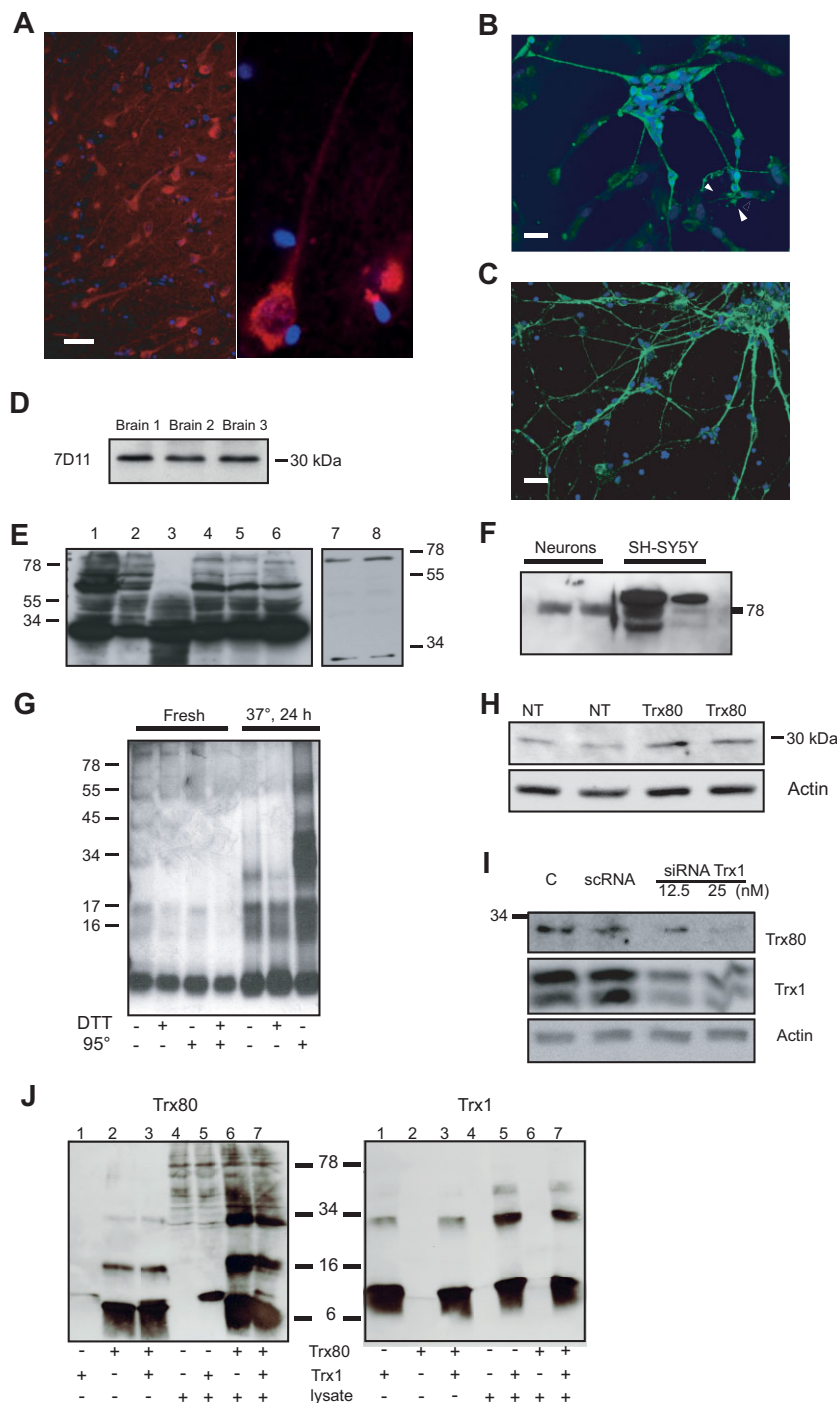 A
B
C
D
Brain 1 Brain 2 Brain 3
7D11
30 kDa
E
1 2 3 4 5 6 7 8
78
55
34
78
55
34
F
Neurons SH-SY5Y
78
G
Fresh 37°, 24 h
78
55
45
34
17
16
DTT - + - + - + -
95° - - + + - - +
H
NT NT Trx80 Trx80
30 kDa
Actin
I
C scRNA siRNA Trx1
12.5 25 (nM)
34
Trx80
Trx1
Actin
J
Trx80 Trx1
1 2 3 4 5 6 7 1 2 3 4 5 6 7
78
34
16
6
- + + - - + + Trx80 - + + - - + +
+ - + - + - + Trx1 + - + - + - +
- - - + + + + lysate - - - - + + + +